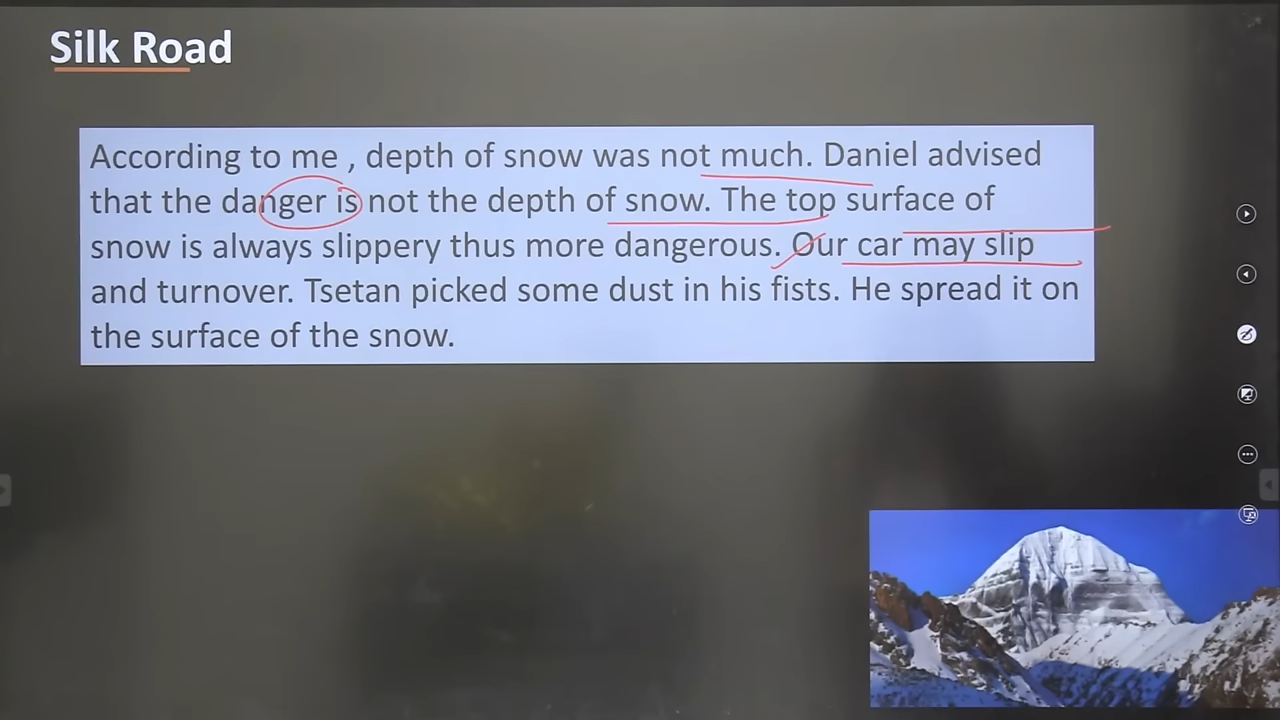 Silk Road
According to me , depth of snow was not much. Daniel advised
that the danger is not the depth of snow. The top surface of
snow is always slippery thus more dangerous. Our car may slip
and turnover. Tsetan picked some dust in his fists. He spread it on
the surface of the snow.